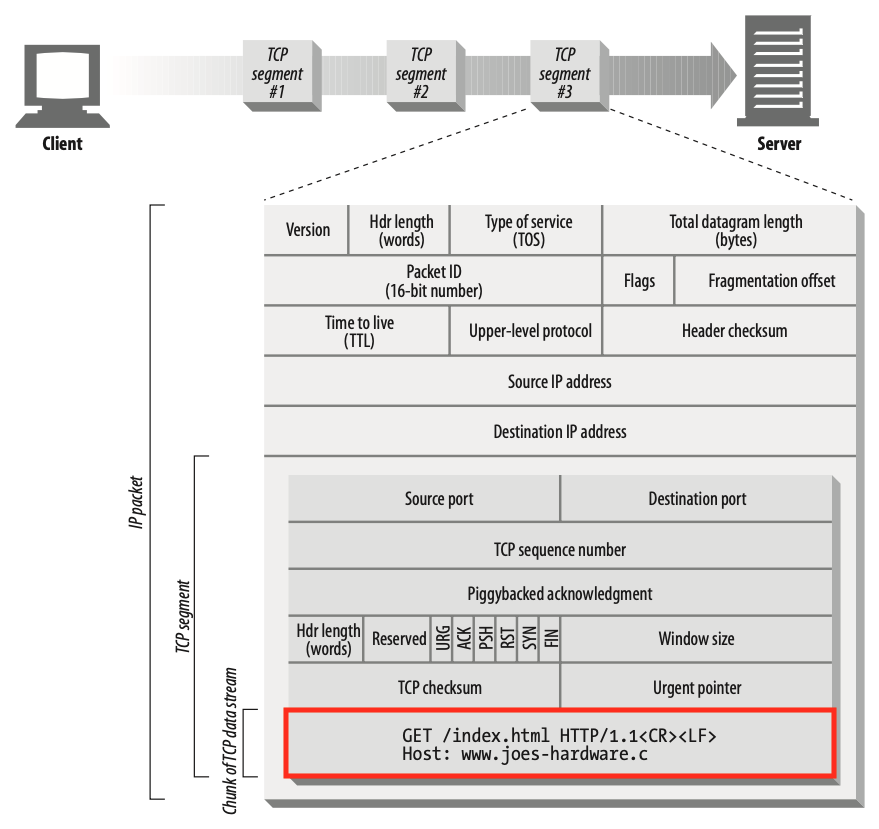 TCP
segment
#1
TCP
segment
#2
TCP
segment
#3
Client
Server
Version
Hdr length
(words)
Type of service
(TOS)
Total datagram length
(bytes)
Packet ID
(16-bit number)
Flags
Fragmentation offset
Time to live
(TTL)
Upper-level protocol
Header checksum
Source IP address
Destination IP address
IP packet
TCP segment
Source port
Destination port
TCP sequence number
Piggybacked acknowledgment
Hdr length
(words)
Reserved
URG
ACK
PSH
RST
SYN
FIN
Window size
TCP checksum
Urgent pointer
Chunk of TCP data stream
GET /index.html HTTP/1.1<CR><LF>
Host: www.joes-hardware.c